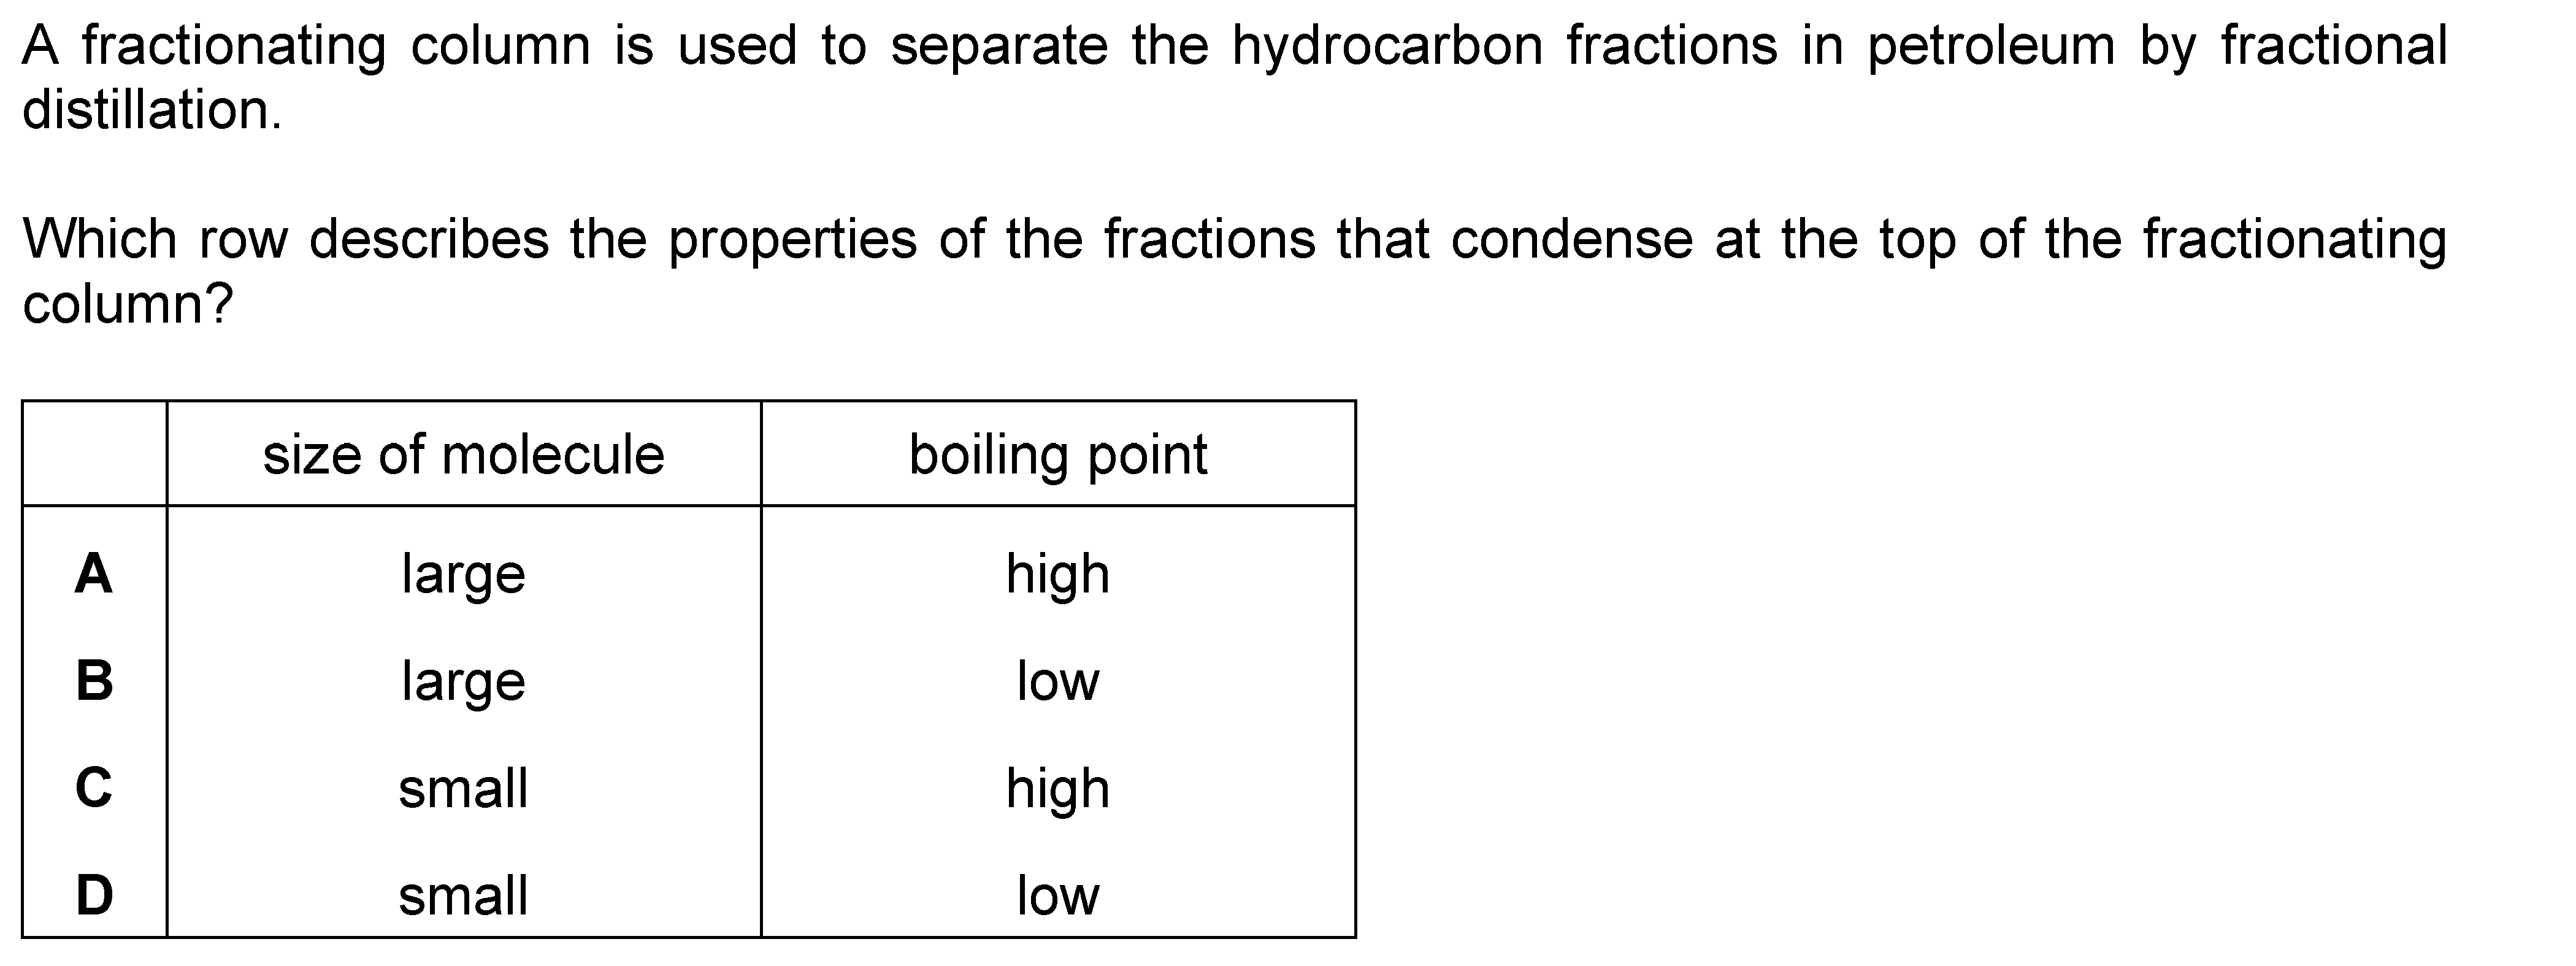 A fractionating column is used to separate the hydrocarbon fractions in petroleum by fractional
distillation.
Which row describes the properties of the fractions that condense at the top of the fractionating
column?
size of molecule boiling point
A large high
B large low
C small high
D small low